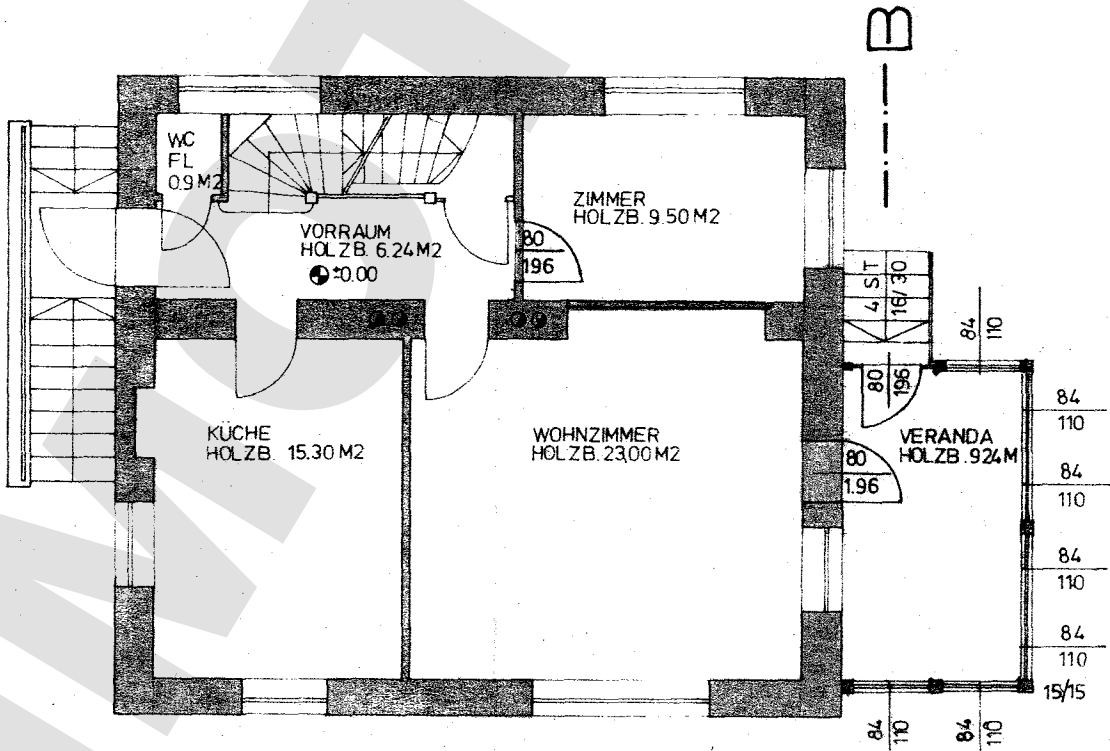 B
WC
FL
0.9 M2
VORRAUM
HOLZB. 6.24 M2
±0.00
ZIMMER
HOLZB. 9.50 M2
80
196
4 ST
16/30
84
110
80
196
84
110
KÜCHE
HOLZB. 15.30 M2
WOHNZIMMER
HOLZB. 23,00 M2
80
1.96
VERANDA
HOLZB. 924 M
84
110
84
110
84
110
15/15
84
110
84
110